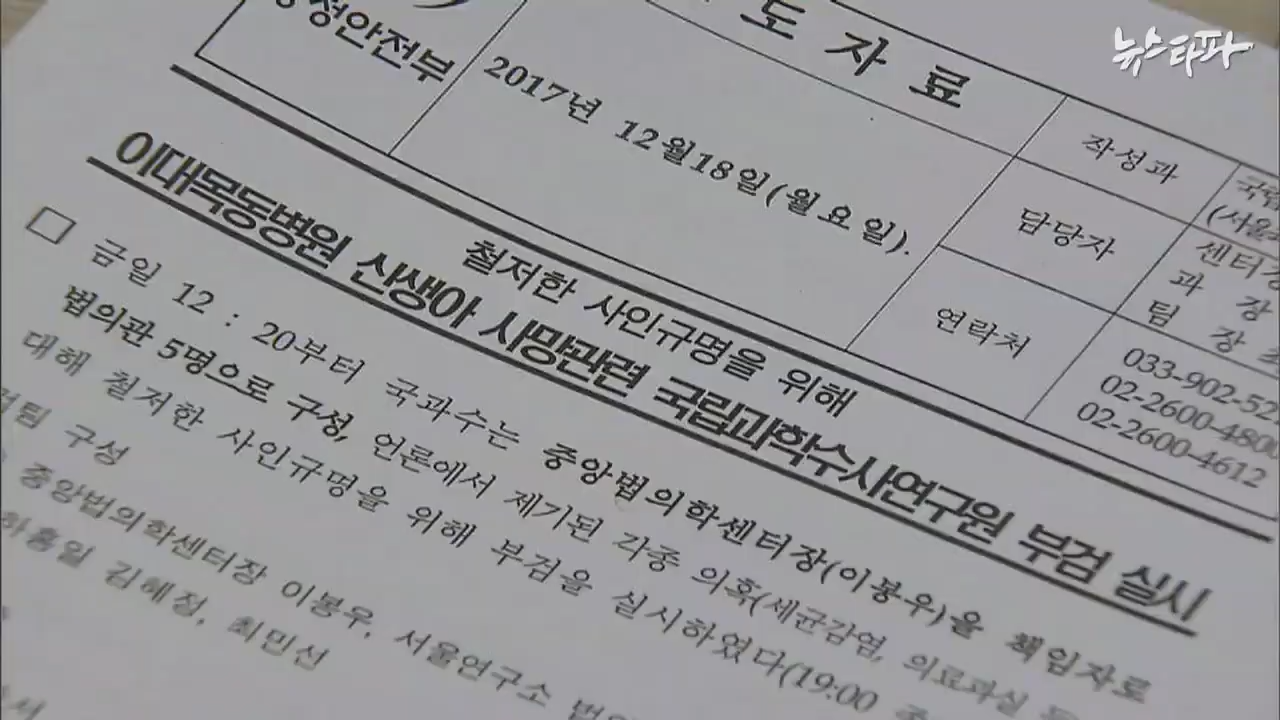 뉴스타파
도 자 료
안전부
2017년 12월18일(월요일).
작성과
담당자
센터장
과 장
팀 장
연락처
033-902-52
02-2600-4800
02-2600-4612
철저한 사인규명을 위해
이대목동병원 신생아 사망관련 국립과학수사연구원 부검 실시
□ 금일 12 : 20부터 국과수는 중앙법의학센터장(이봉우)을 책임자로
법의관 5명으로 구성, 언론에서 제기된 각종 의혹(세균감염, 의료과실
대해 철저한 사인규명을 위해 부검을 실시하였다(19:00
구성
중앙법의학센터장 이봉우, 서울연구소
하홍일 김혜정, 최민선